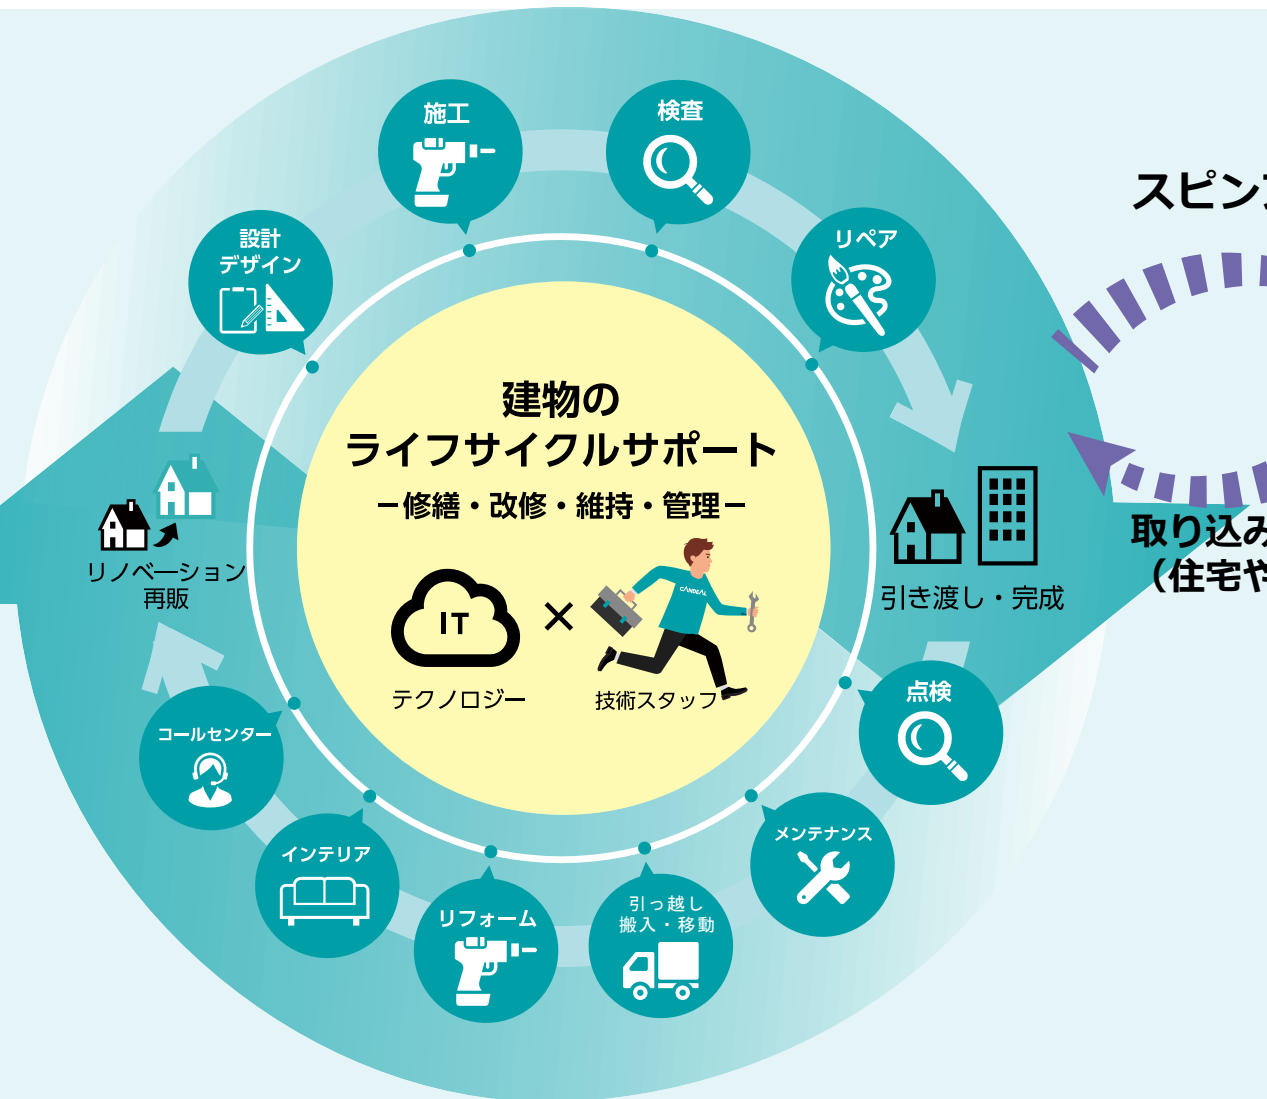 施工
検査
設計
デザイン
リペア
建物の
ライフサイクルサポート
－修繕・改修・維持・管理－
IT
×
CANDEAL
テクノロジー
技術スタッフ
リノベーション
再販
引き渡し・完成
スピン
取り込み
（住宅や
点検
コールセンター
メンテナンス
インテリア
リフォーム
引っ越し
搬入・移動